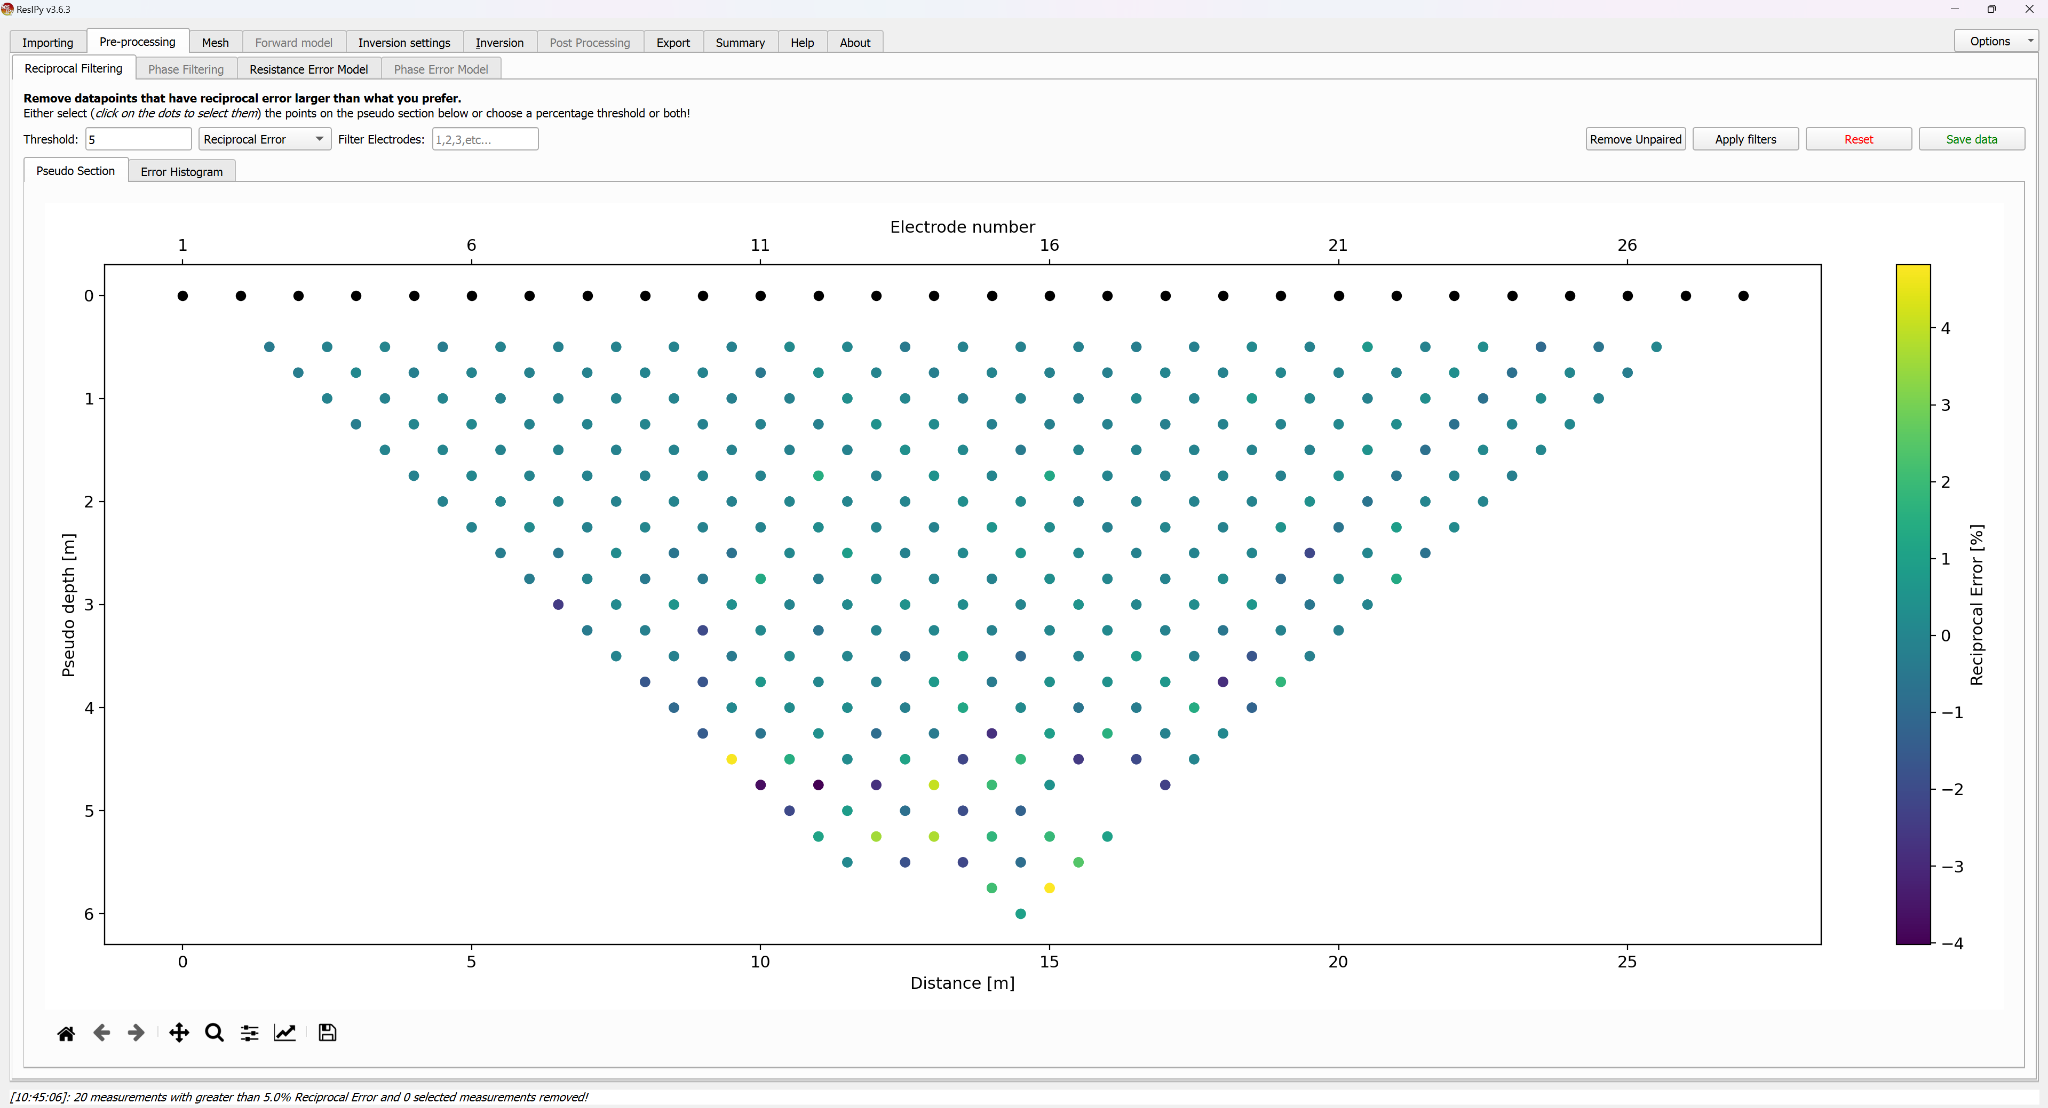 ResIPy v3.6.3
Importing Pre-processing Mesh Forward model Inversion settings Inversion Post Processing Export Summary Help About Options
Reciprocal Filtering Phase Filtering Resistance Error Model Phase Error Model
Remove datapoints that have reciprocal error larger than what you prefer.
Either select (click on the dots to select them) the points on the pseudo section below or choose a percentage threshold or both!
Threshold: 5 Reciprocal Error Filter Electrodes: 1,2,3,etc... Remove Unpaired Apply filters Reset Save data
Pseudo Section Error Histogram
Electrode number
1 6 11 16 21 26
0
1
2
3
4
5
6
Pseudo depth [m]
0 5 10 15 20 25
Distance [m]
4
3
2
1
0
−1
−2
−3
−4
Reciprocal Error [%]
[10:45:06]: 20 measurements with greater than 5.0% Reciprocal Error and 0 selected measurements removed!